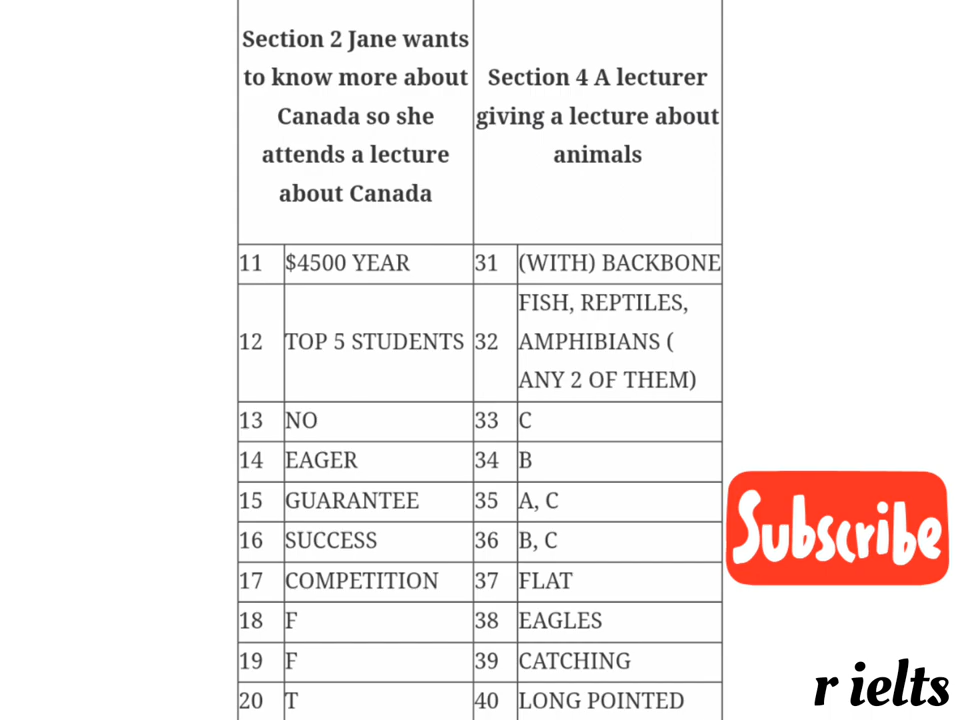 Section 2 Jane wants
to know more about
Canada so she
attends a lecture
about Canada
Section 4 A lecturer
giving a lecture about
animals
11 $4500 YEAR 31 (WITH) BACKBONE
12 TOP 5 STUDENTS 32 FISH, REPTILES,
AMPHIBIANS (
ANY 2 OF THEM)
13 NO 33 C
14 EAGER 34 B
15 GUARANTEE 35 A, C
16 SUCCESS 36 B, C
17 COMPETITION 37 FLAT
18 F 38 EAGLES
19 F 39 CATCHING
20 T 40 LONG POINTED
Subscribe
r ielts